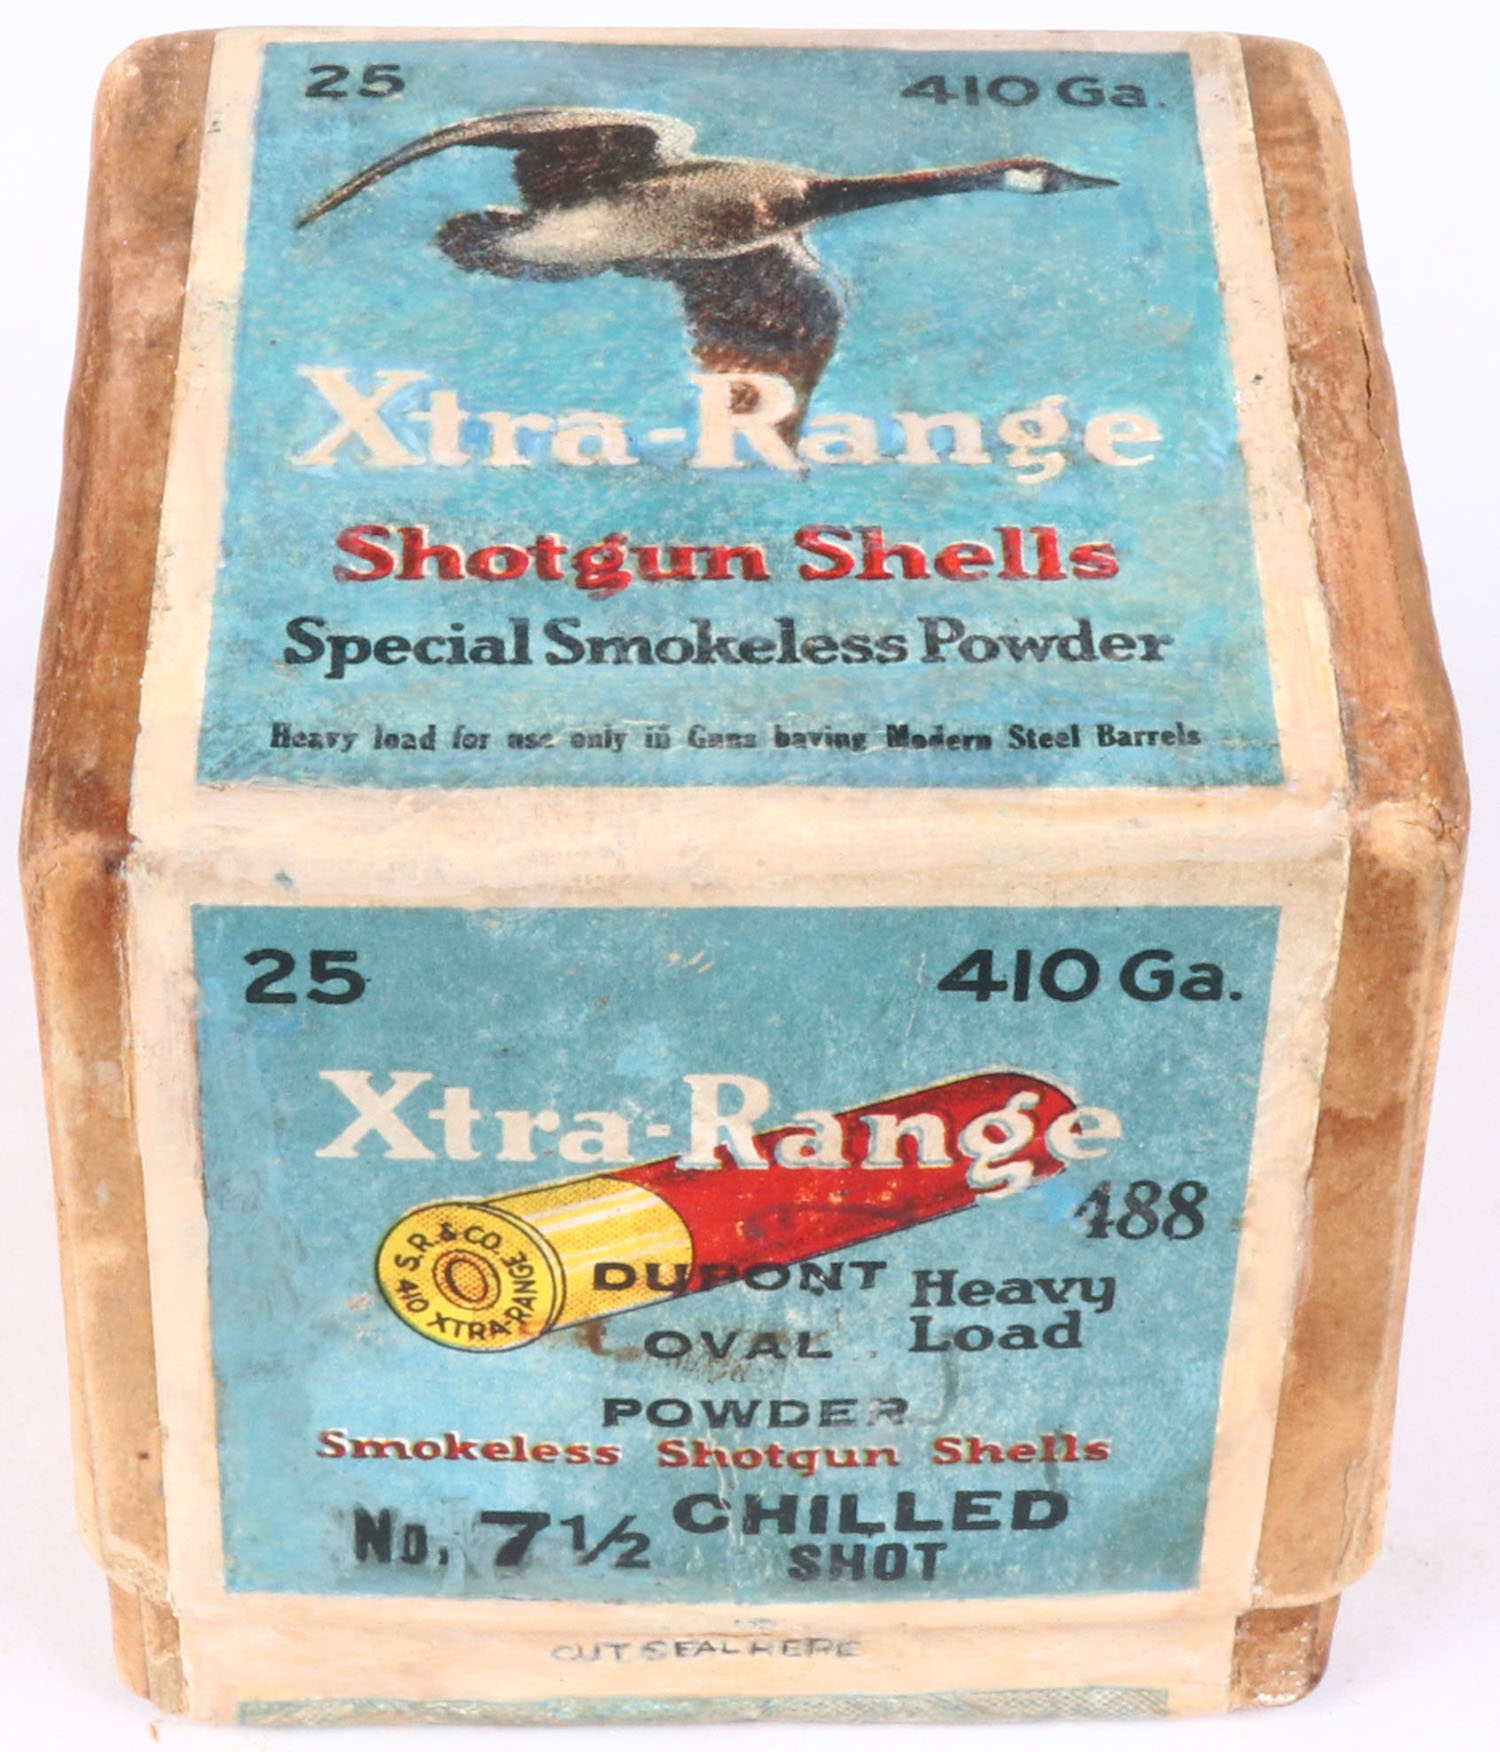 25 410 Ga.
Xtra-Range
Shotgun Shells
Special Smokeless Powder
Heavy load for use only in Guns having Modern Steel Barrels
25 410 Ga.
Xtra-Range
488
S.R.&CO. 410 XTRA-RANGE
DUPONT Heavy
OVAL Load
POWDER
Smokeless Shotgun Shells
No. 7½ CHILLED
SHOT
CUT SEAL HERE